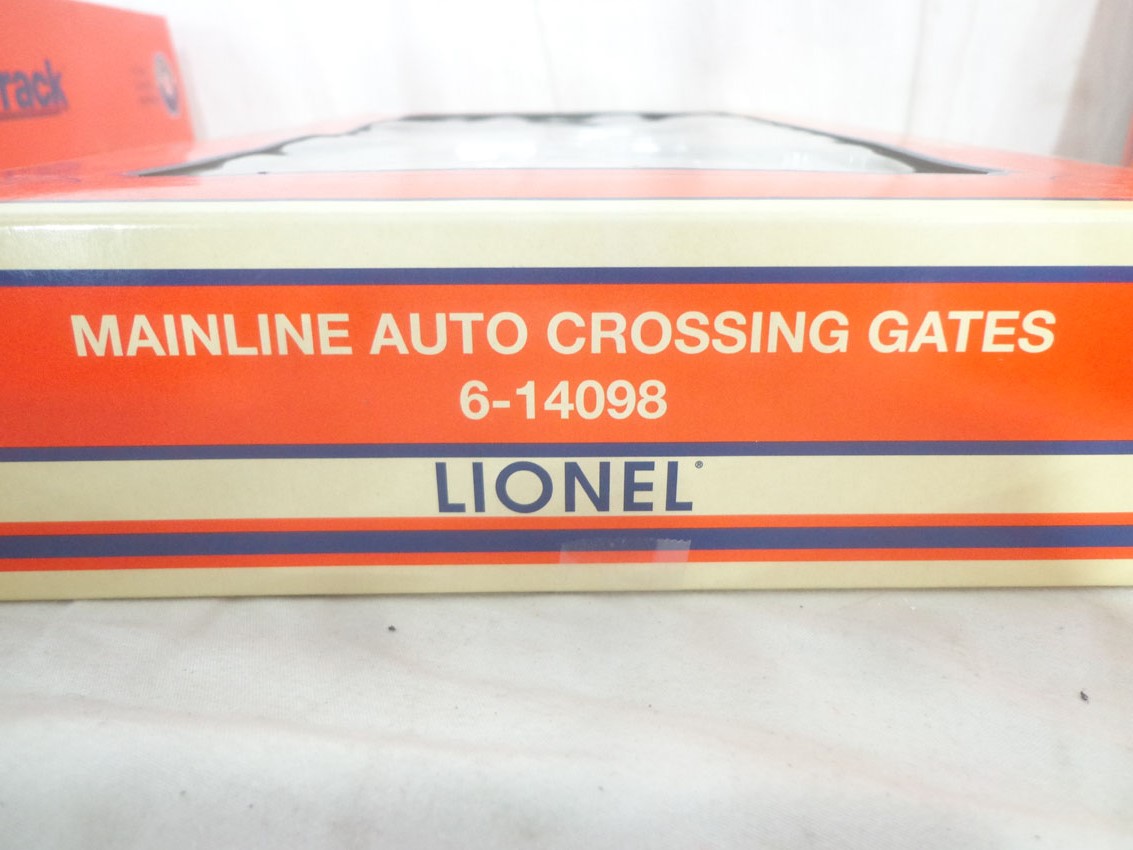 rack
MAINLINE AUTO CROSSING GATES
6-14098
LIONEL®